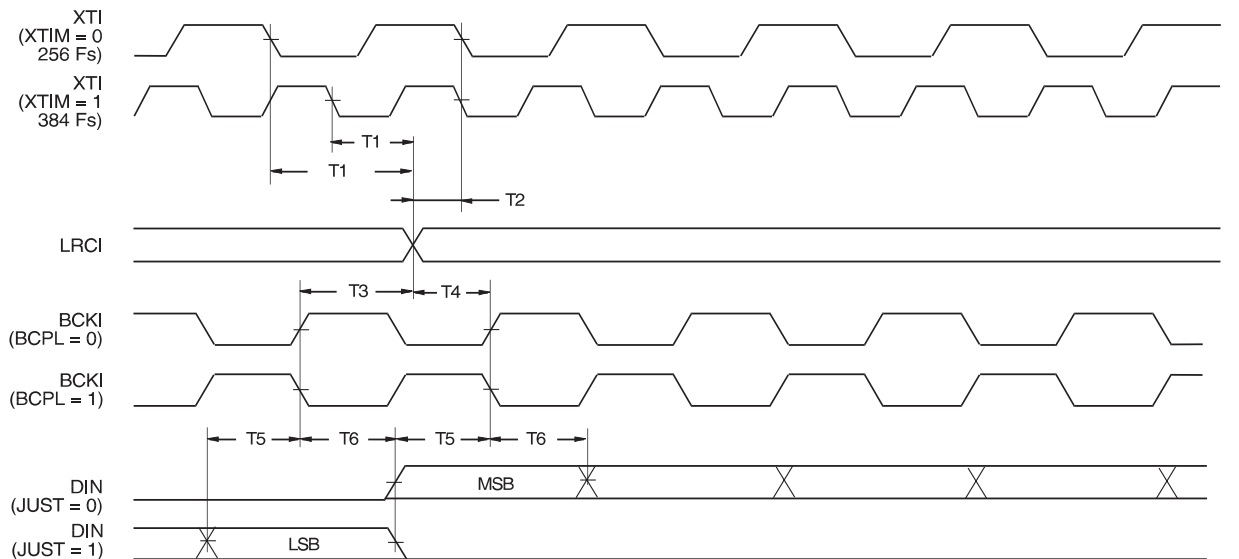 XTI
(XTIM = 0
256 Fs)
XTI
(XTIM = 1
384 Fs)
T1
T1
T2
LRCI
T3
T4
BCKI
(BCPL = 0)
BCKI
(BCPL = 1)
T5
T6
T5
T6
DIN
(JUST = 0)
MSB
DIN
(JUST = 1)
LSB